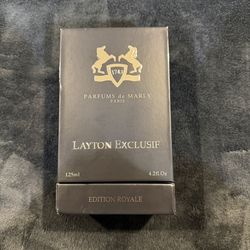 1743
PARFUMS de MARLY
PARIS
LAYTON EXCLUSIF
125ml 4.2fl.Oz
EDITION ROYALE